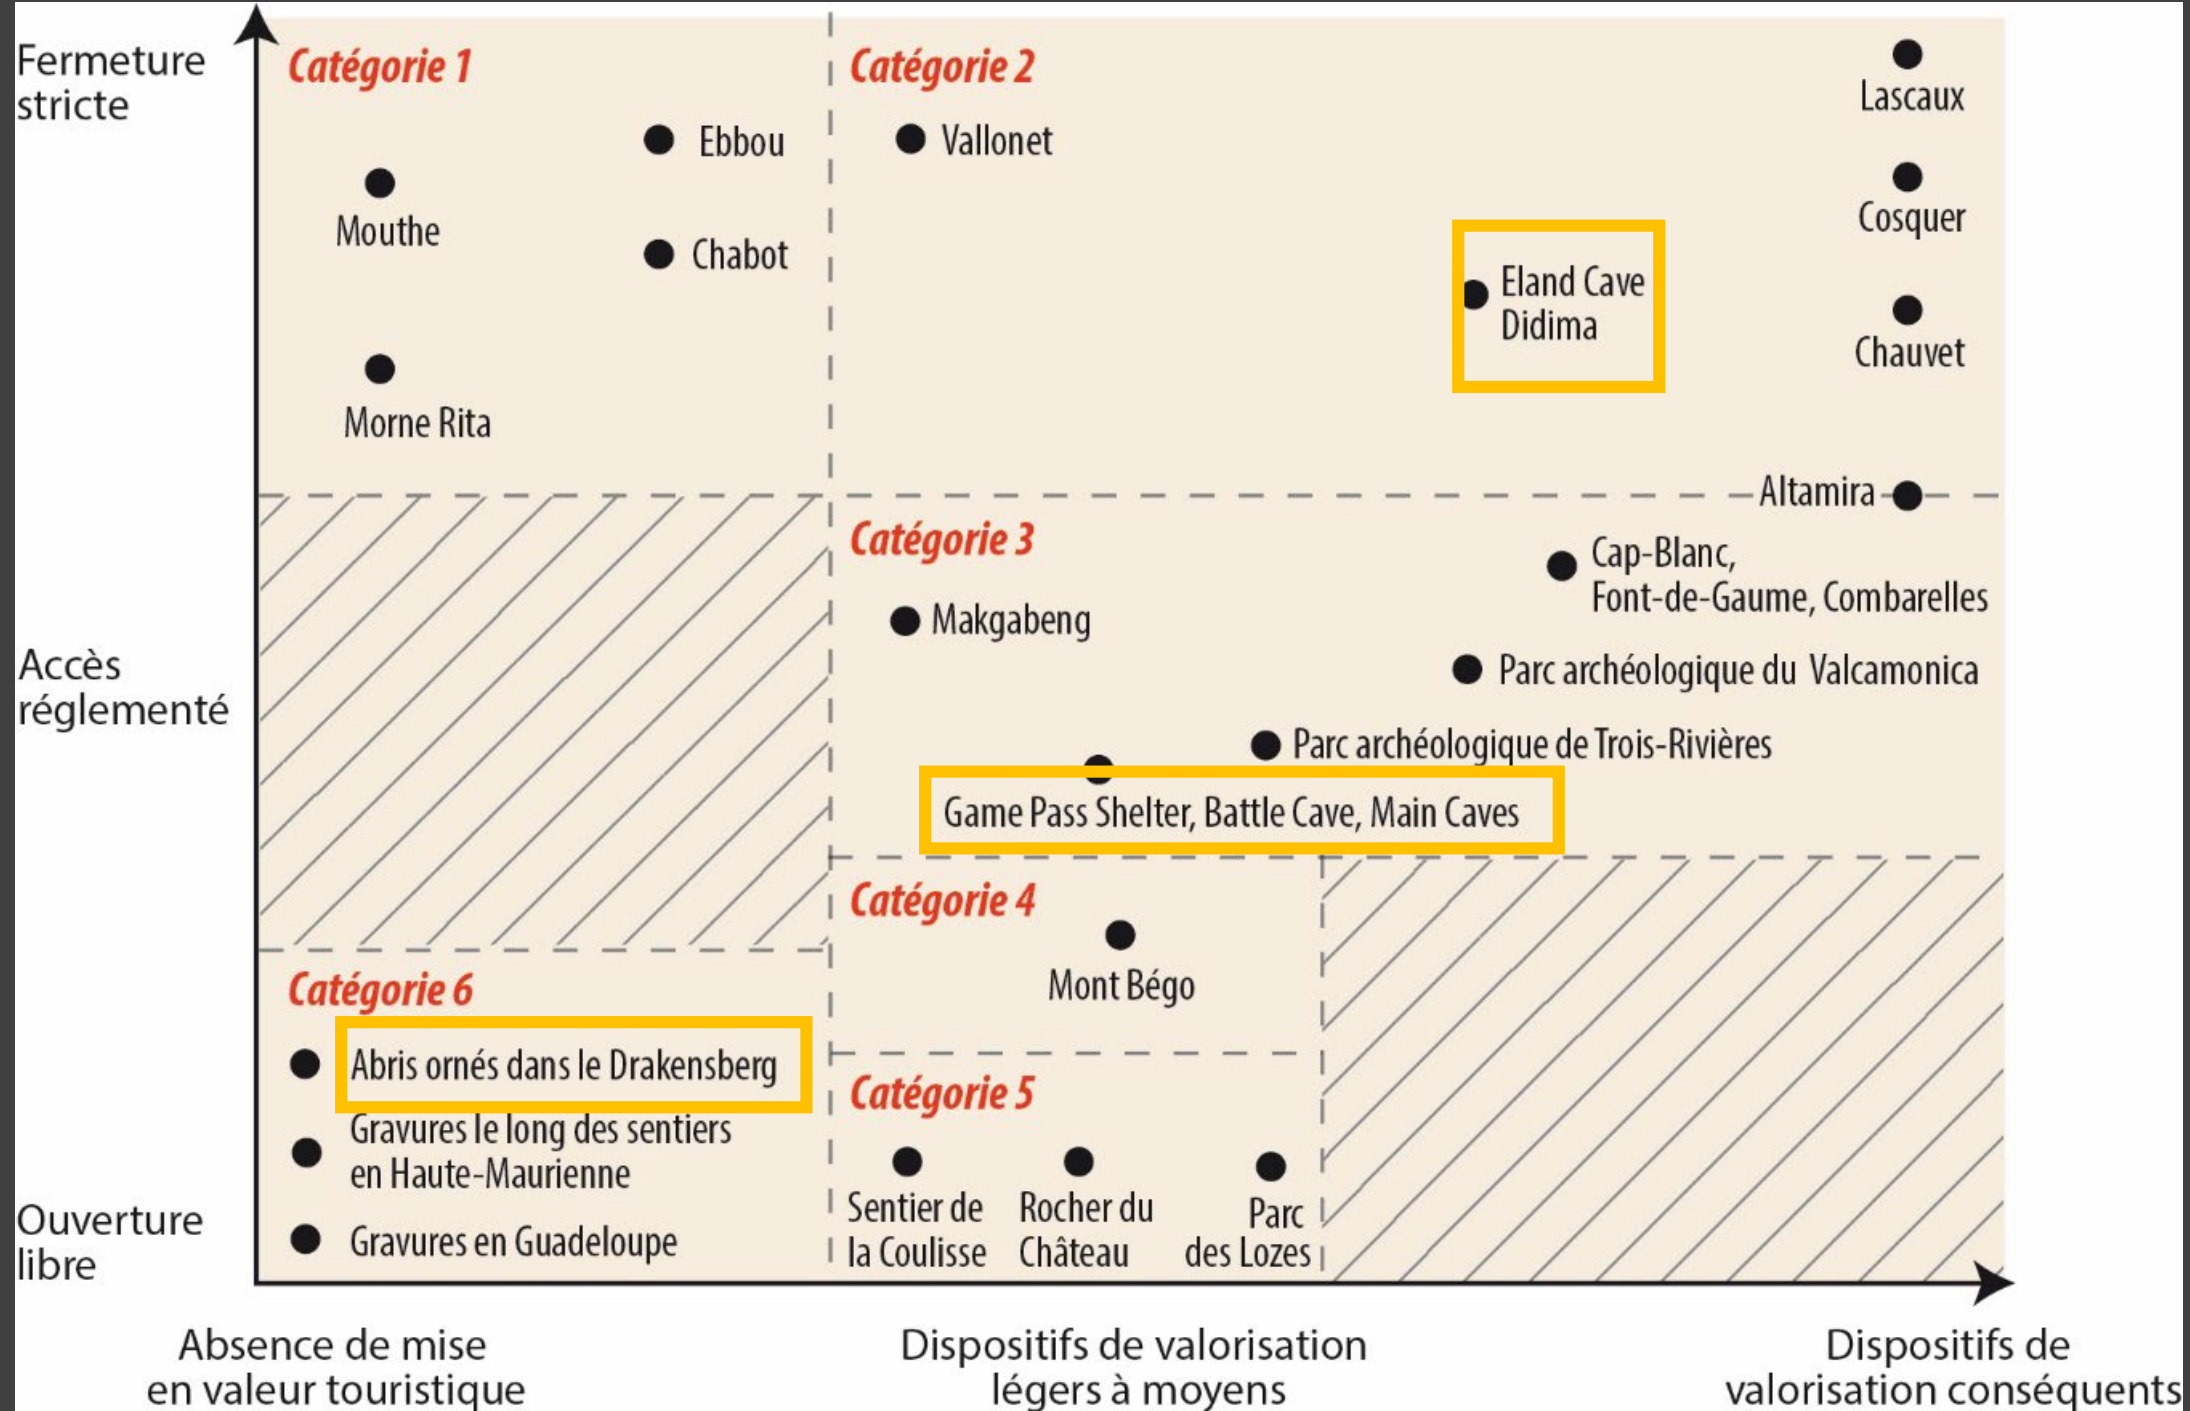 Fermeture
stricte
Catégorie 1
Ebbou
Mouthe
Chabot
Morne Rita
Catégorie 2
Vallonet
Lascaux
Cosquer
Eland Cave
Didima
Chauvet
Altamira
Accès
réglementé
Catégorie 3
Cap-Blanc,
Font-de-Gaume, Combarelles
Makgabeng
Parc archéologique du Valcamonica
Parc archéologique de Trois-Rivières
Game Pass Shelter, Battle Cave, Main Caves
Catégorie 4
Mont Bégo
Catégorie 6
Abris ornés dans le Drakensberg
Gravures le long des sentiers
en Haute-Maurienne
Gravures en Guadeloupe
Catégorie 5
Sentier de
la Coulisse
Rocher du
Château
Parc
des Lozes
Ouverture
libre
Absence de mise
en valeur touristique
Dispositifs de valorisation
légers à moyens
Dispositifs de
valorisation conséquents